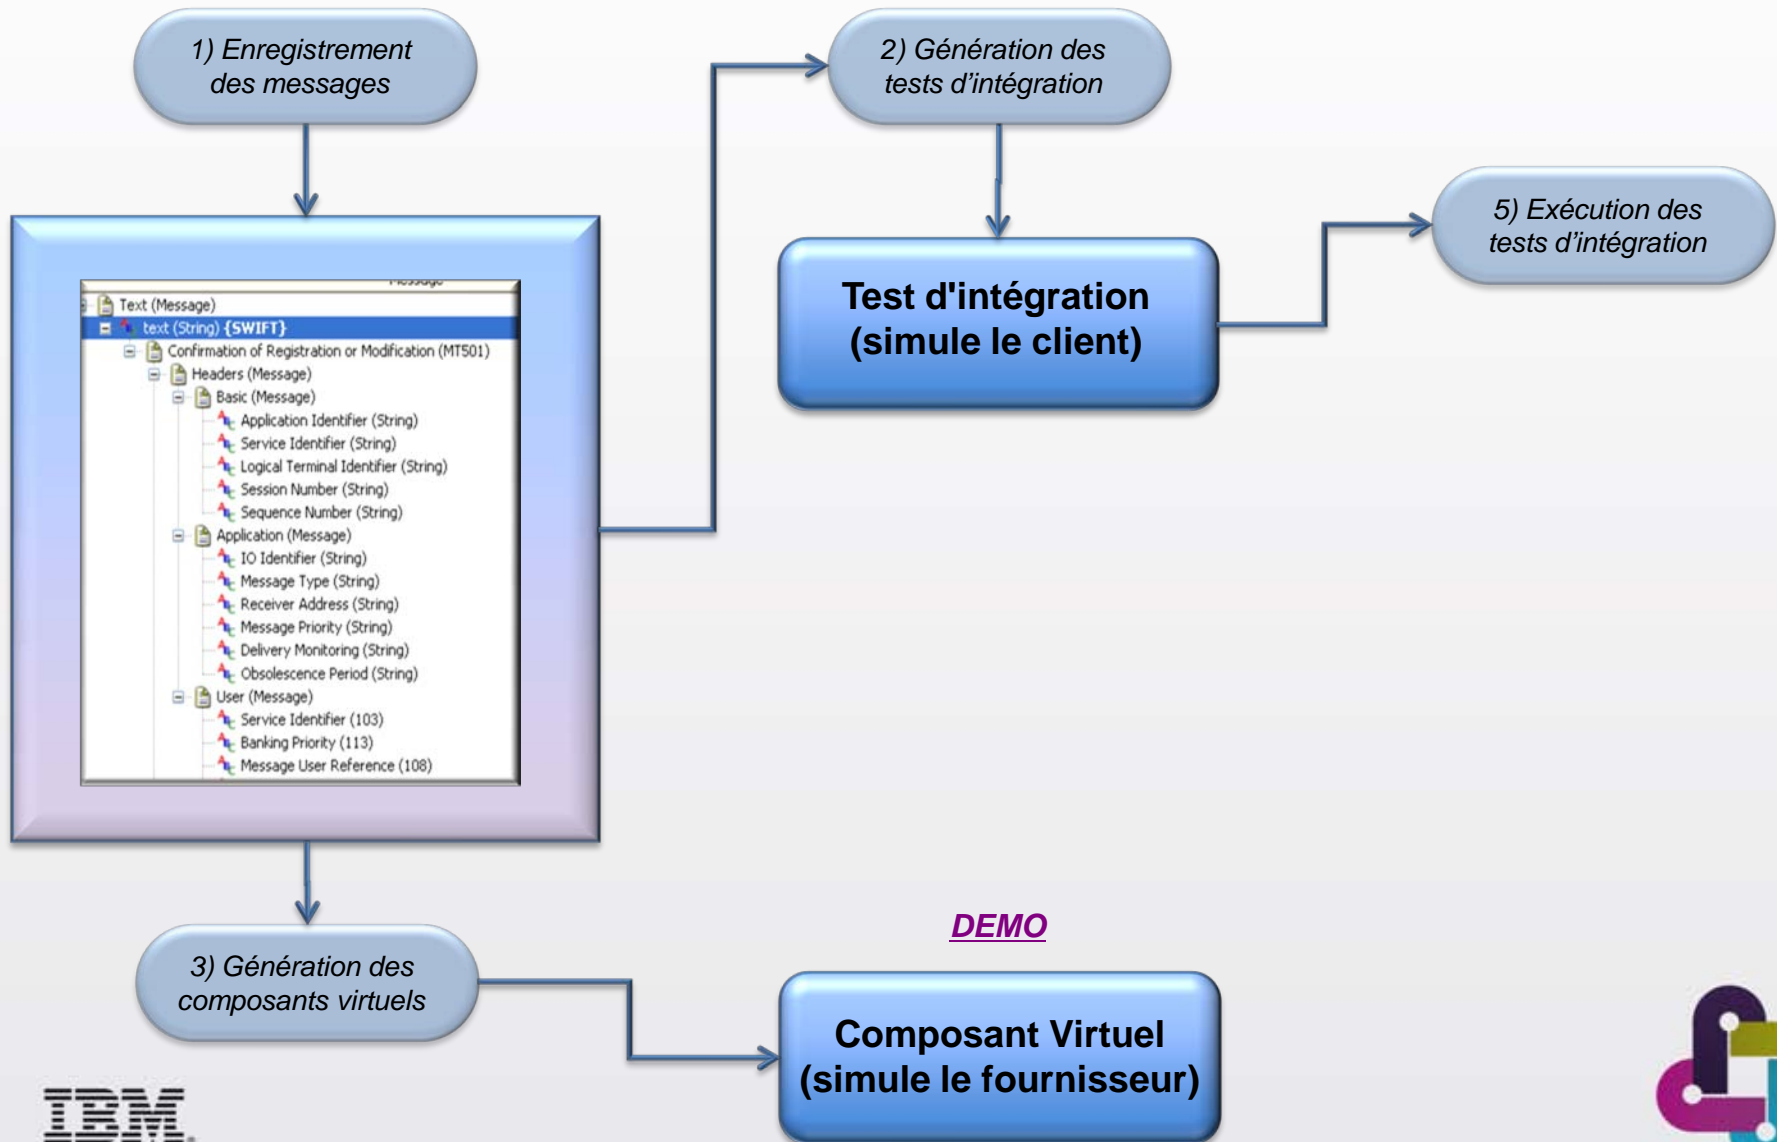 1) Enregistrement
des messages
2) Génération des
tests d’intégration
5) Exécution des
tests d’intégration
Message
Text (Message)
text (String) {SWIFT}
Confirmation of Registration or Modification (MT501)
Headers (Message)
Basic (Message)
Application Identifier (String)
Service Identifier (String)
Logical Terminal Identifier (String)
Session Number (String)
Sequence Number (String)
Application (Message)
IO Identifier (String)
Message Type (String)
Receiver Address (String)
Message Priority (String)
Delivery Monitoring (String)
Obsolescence Period (String)
User (Message)
Service Identifier (103)
Banking Priority (113)
Message User Reference (108)
Test d'intégration
(simule le client)
3) Génération des
composants virtuels
DEMO
Composant Virtuel
(simule le fournisseur)
IBM